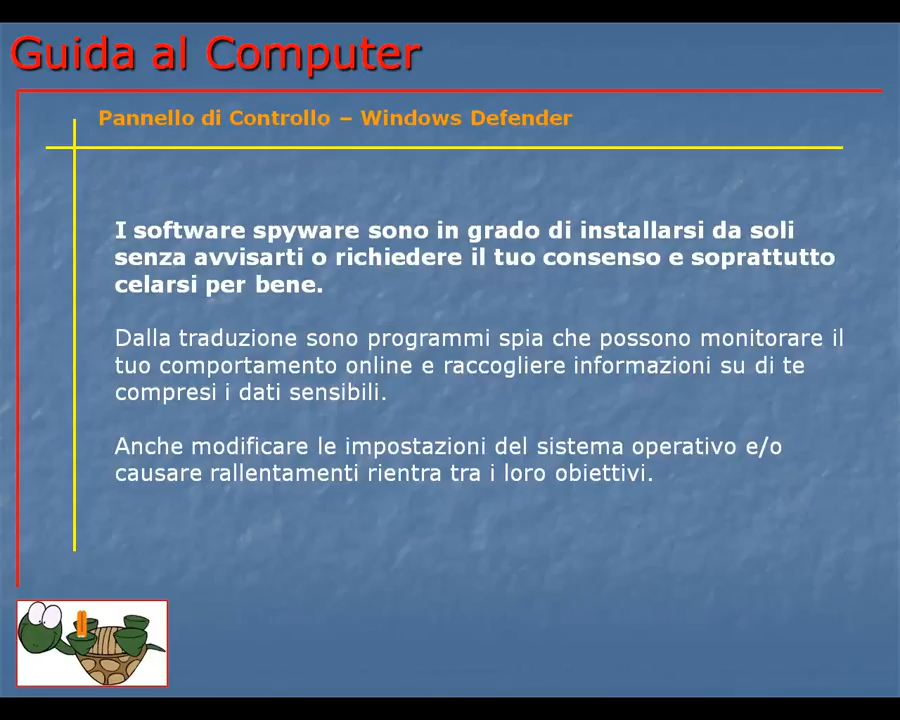 Guida al Computer
Pannello di Controllo – Windows Defender
I software spyware sono in grado di installarsi da soli
senza avvisarti o richiedere il tuo consenso e soprattutto
celarsi per bene.
Dalla traduzione sono programmi spia che possono monitorare il
tuo comportamento online e raccogliere informazioni su di te
compresi i dati sensibili.
Anche modificare le impostazioni del sistema operativo e/o
causare rallentamenti rientra tra i loro obiettivi.